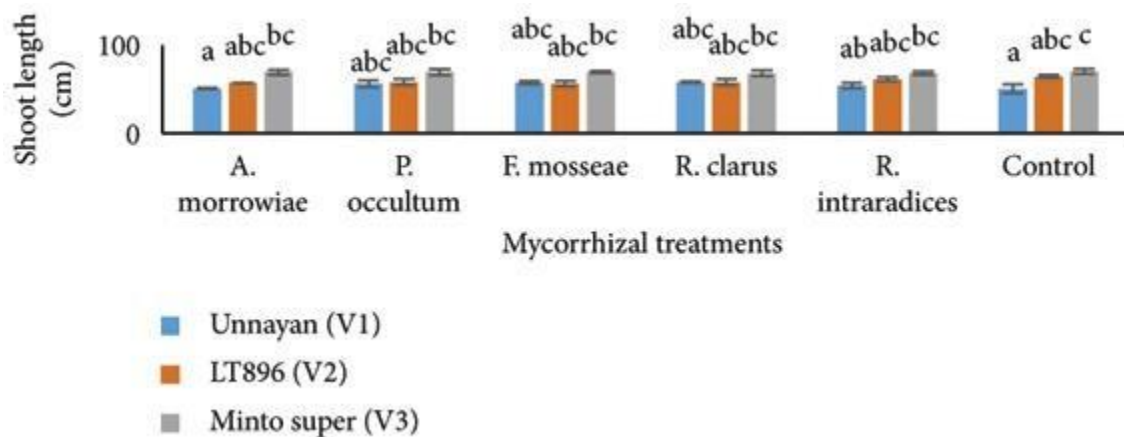 Shoot length
(cm)
100
0
a abc bc
abc abc bc
abc abc bc
abc abc bc
ab abc bc
a abc c
A.
morrowiae
P.
occultum
F. mosseae
R. clarus
R.
intraradices
Control
Mycorrhizal treatments
Unnayan (V1)
LT896 (V2)
Minto super (V3)